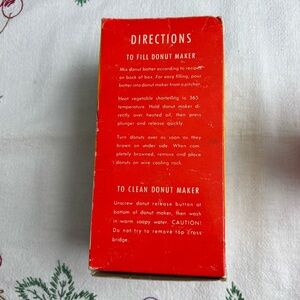 DIRECTIONS
TO FILL DONUT MAKER
Mix donut batter according to recipes
on back of box. For easy filling, pour
batter into donut maker from a pitcher.
Heat vegetable shortening to 365
temperature. Hold donut maker di-
rectly over heated oil, then press
plunger and release quickly.
Turn donuts over as soon as they
brown on under side. When com-
pletely browned, remove and place
donuts on wire cooling rack.
TO CLEAN DONUT MAKER
Unscrew donut release button at
bottom of donut maker, then wash
in warm soapy water. CAUTION!
Do not try to remove top cross
bridge.